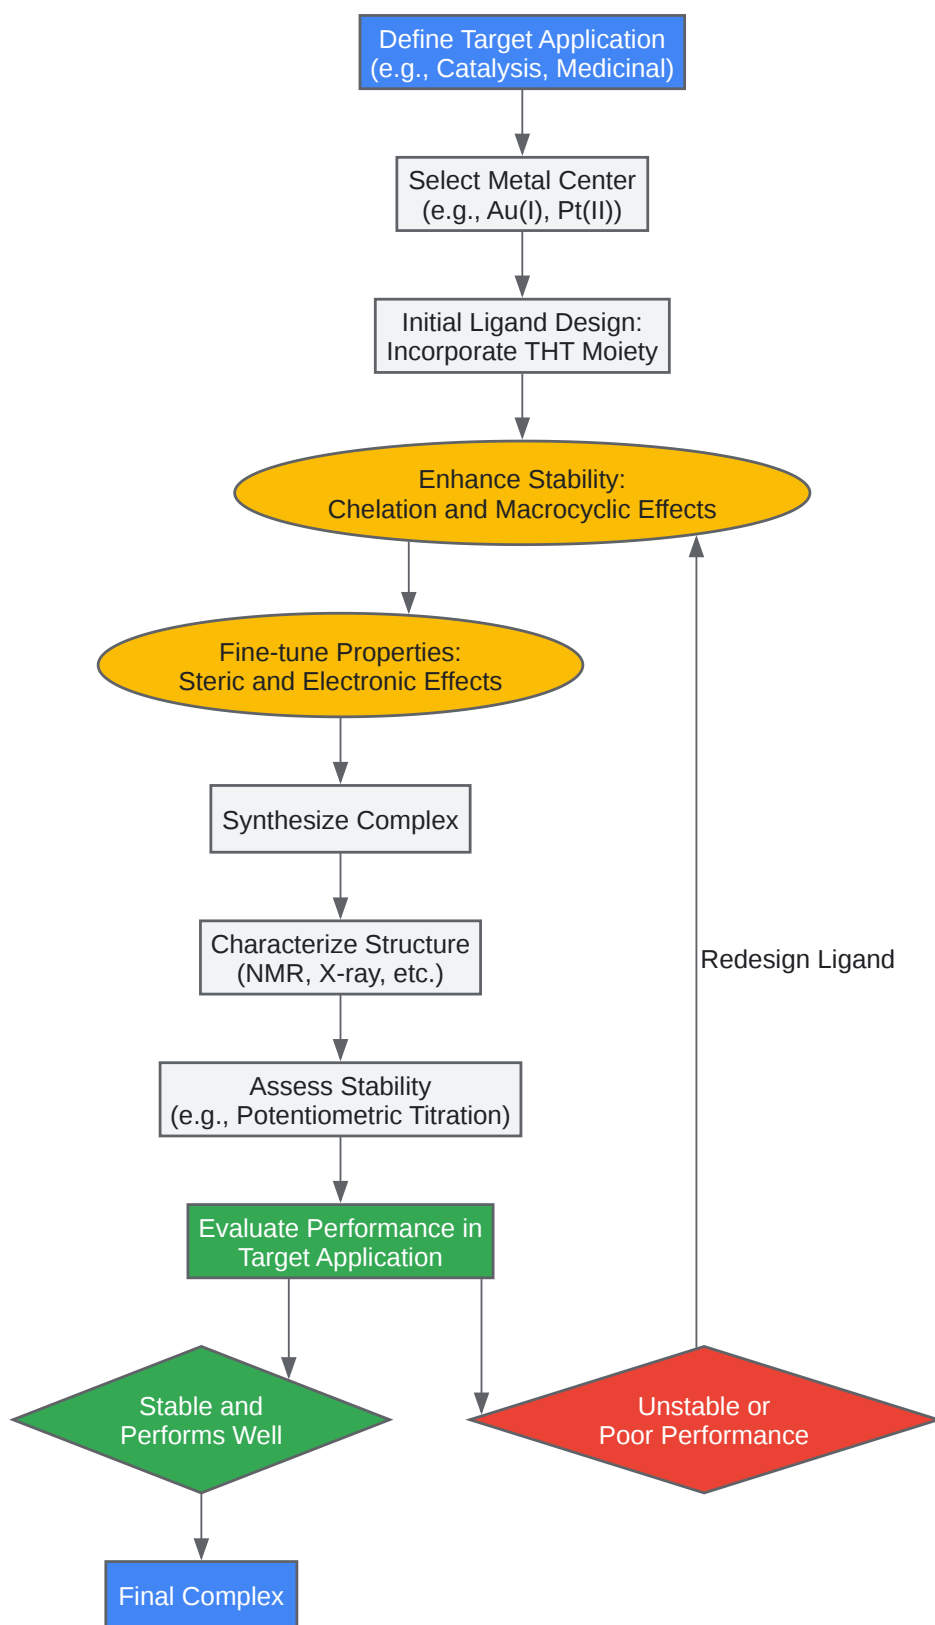 Define Target Application
(e.g., Catalysis, Medicinal)
Select Metal Center
(e.g., Au(I), Pt(II))
Initial Ligand Design:
Incorporate THT Moiety
Enhance Stability:
Chelation and Macrocyclic Effects
Fine-tune Properties:
Steric and Electronic Effects
Synthesize Complex
Characterize Structure
(NMR, X-ray, etc.)
Redesign Ligand
Assess Stability
(e.g., Potentiometric Titration)
Evaluate Performance in
Target Application
Stable and
Performs Well
Unstable or
Poor Performance
Final Complex